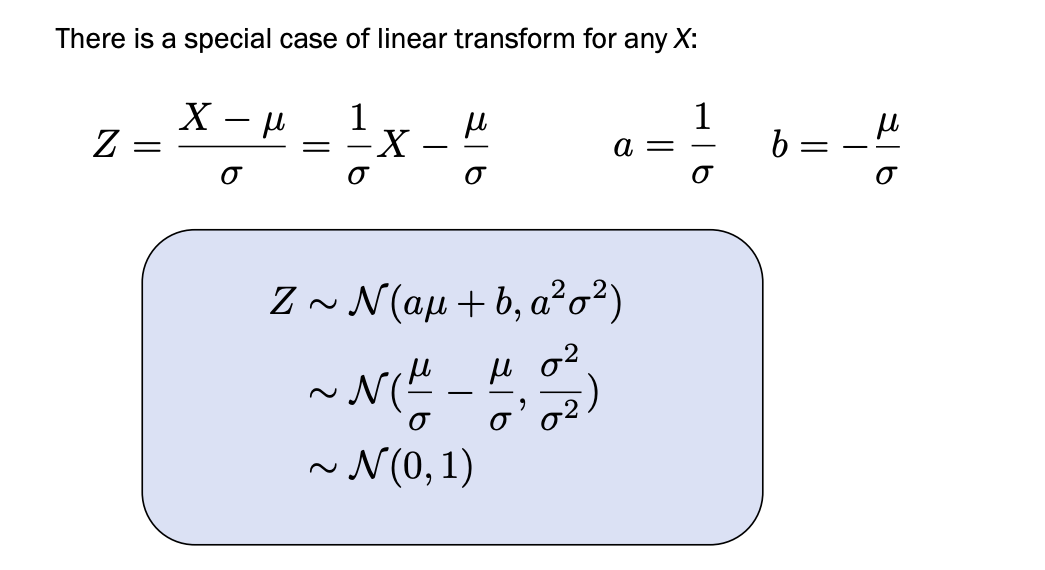 There is a special case of linear transform for any X:
Z = \frac{X - \mu}{\sigma} = \frac{1}{\sigma}X - \frac{\mu}{\sigma}    a = \frac{1}{\sigma}    b = -\frac{\mu}{\sigma}
Z \sim \mathcal{N}(a\mu + b, a^2\sigma^2)
\sim \mathcal{N}(\frac{\mu}{\sigma} - \frac{\mu}{\sigma}, \frac{\sigma^2}{\sigma^2})
\sim \mathcal{N}(0, 1)